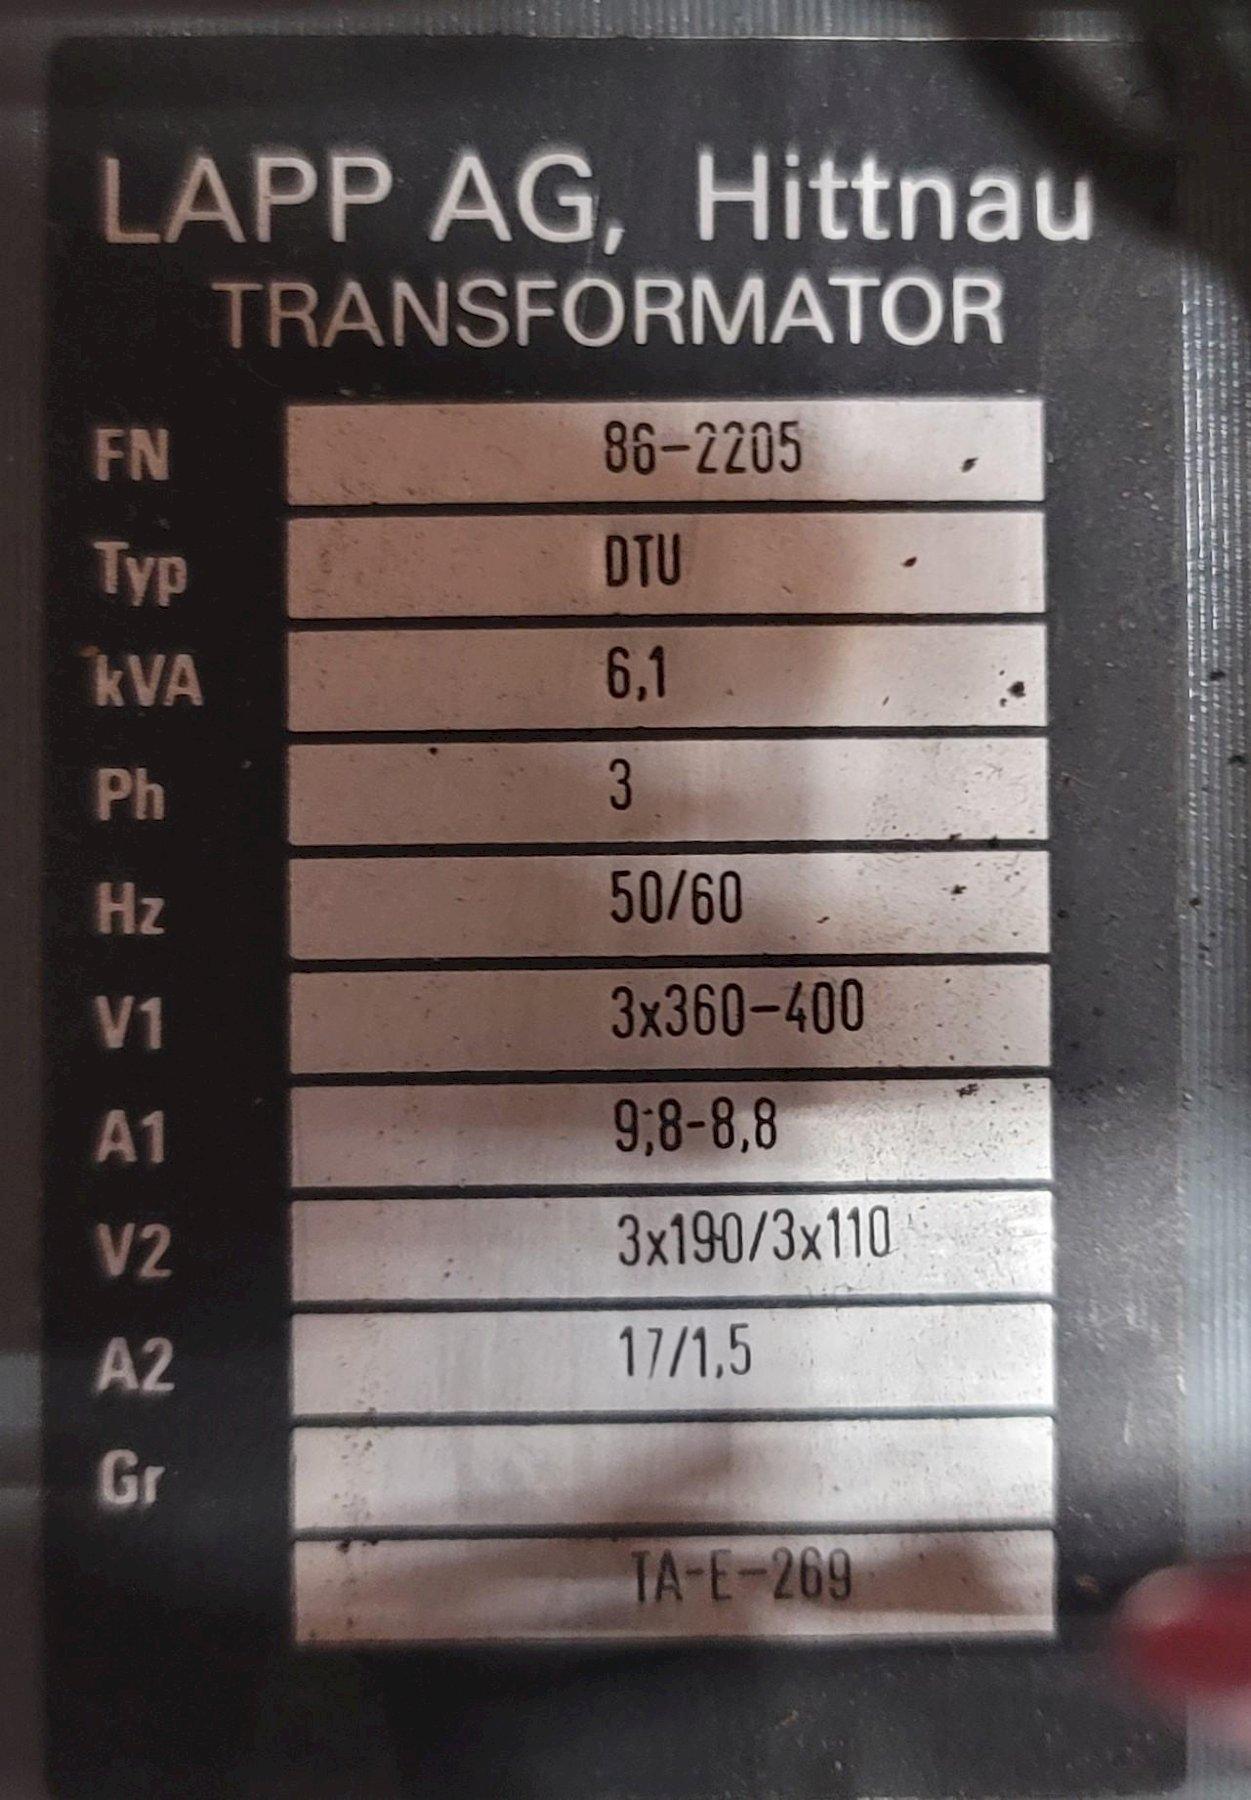 LAPP AG, Hittnau
TRANSFORMATOR
FN 86-2205
Typ DTU
kVA 6,1
Ph 3
Hz 50/60
V1 3x360-400
A1 9,8-8,8
V2 3x190/3x110
A2 17/1,5
Gr
TA-E-269